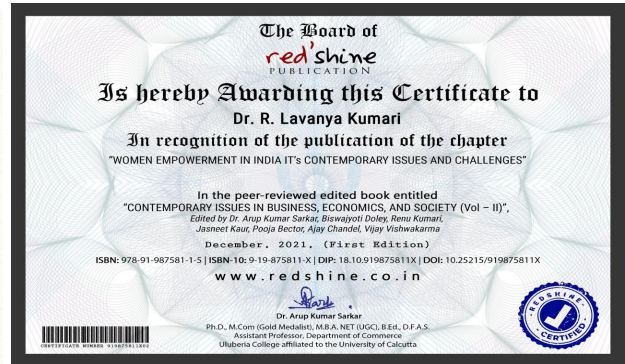 The Board of
red'shine
PUBLICATION
Is hereby Awarding this Certificate to
Dr. R. Lavanya Kumari
In recognition of the publication of the chapter
“WOMEN EMPOWERMENT IN INDIA IT's CONTEMPORARY ISSUES AND CHALLENGES”
In the peer-reviewed edited book entitled
“CONTEMPORARY ISSUES IN BUSINESS, ECONOMICS, AND SOCIETY (Vol – II)”,
Edited by Dr. Arup Kumar Sarkar, Biswajyoti Doley, Renu Kumari,
Jasneet Kaur, Pooja Bector, Ajay Chandel, Vijay Vishwakarma
December, 2021, (First Edition)
ISBN: 978-91-987581-1-5 | ISBN-10: 9-19-875811-X | DIP: 18.10.919875811X | DOI: 10.25215/919875811X
www.redshine.co.in
Dr. Arup Kumar Sarkar
Ph.D., M.Com (Gold Medalist), M.B.A. NET (UGC), B.Ed., D.F.A.S.
Assistant Professor, Department of Commerce
Uluberia College affiliated to the University of Calcutta
CERTIFICATE NUMBER 919875811X02
REDSHINE
CERTIFIED